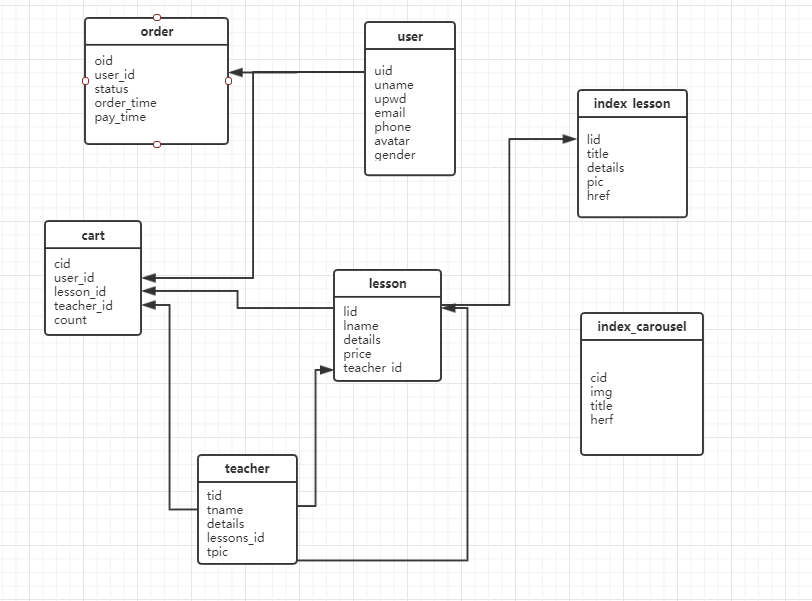 order
oid
user_id
status
order_time
pay_time
user
uid
uname
upwd
email
phone
avatar
gender
index lesson
lid
title
details
pic
href
cart
cid
user_id
lesson_id
teacher_id
count
lesson
lid
lname
details
price
teacher id
index_carousel
cid
img
title
herf
teacher
tid
tname
details
lessons_id
tpic